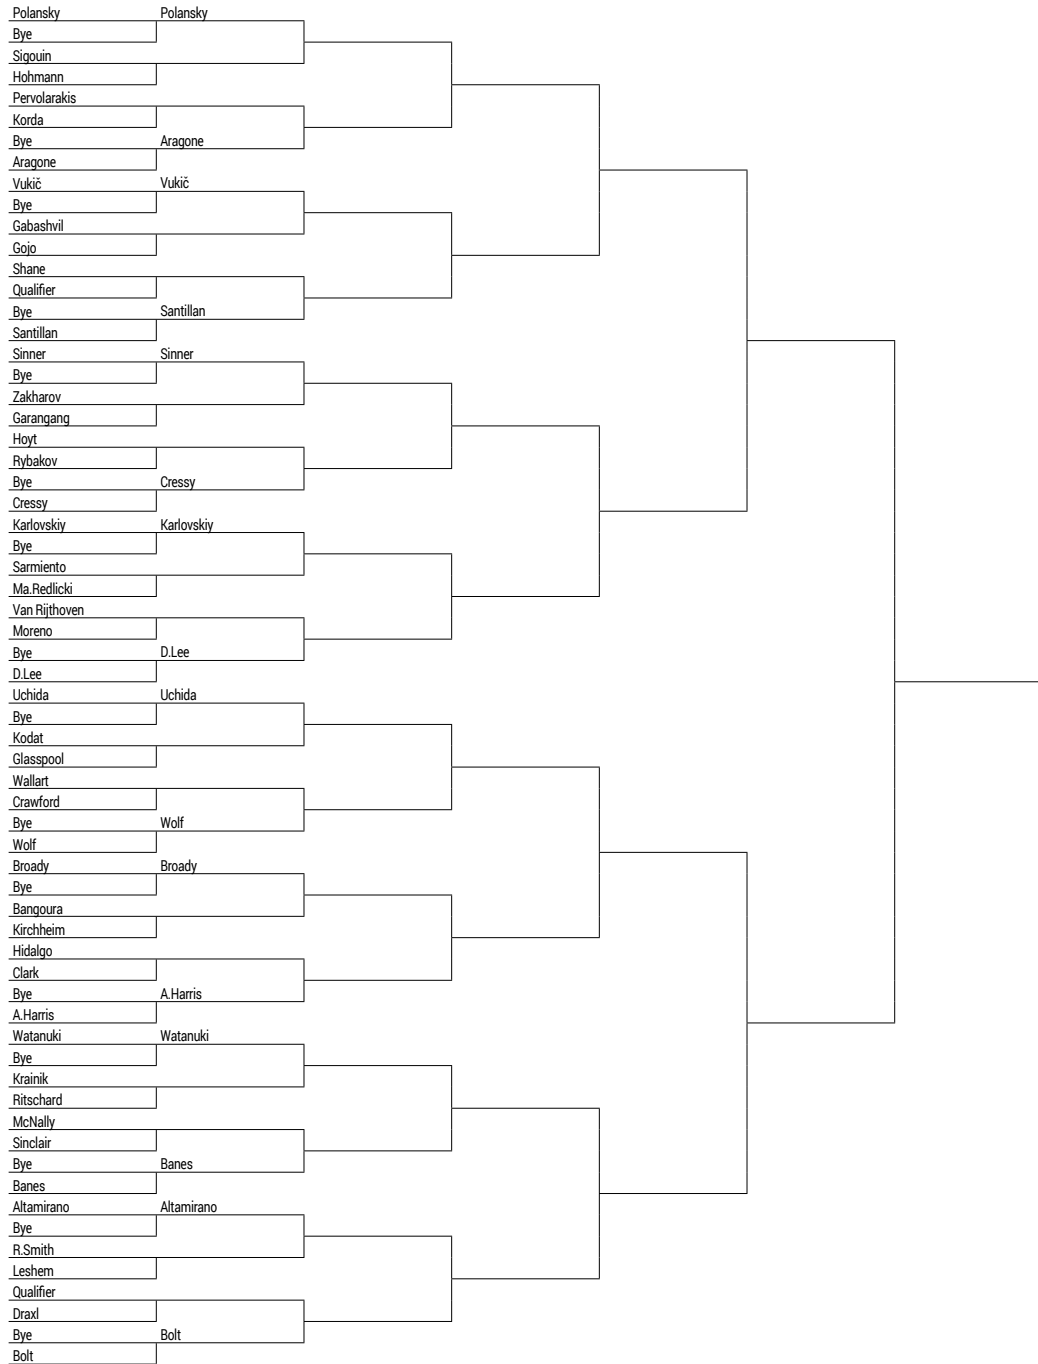 Polansky Polansky
Bye
Sigouin
Hohmann
Pervolarakis
Korda
Bye Aragone
Aragone
Vukič Vukič
Bye
Gabashvil
Gojo
Shane
Qualifier
Bye Santillan
Santillan
Sinner Sinner
Bye
Zakharov
Garangang
Hoyt
Rybakov
Bye Cressy
Cressy
Karlovskiy Karlovskiy
Bye
Sarmiento
Ma.Redlicki
Van Rijthoven
Moreno
Bye D.Lee
D.Lee
Uchida Uchida
Bye
Kodat
Glasspool
Wallart
Crawford
Bye Wolf
Wolf
Broady Broady
Bye
Bangoura
Kirchheim
Hidalgo
Clark
Bye A.Harris
A.Harris
Watanuki Watanuki
Bye
Krainik
Ritschard
McNally
Sinclair
Bye Banes
Banes
Altamirano Altamirano
Bye
R.Smith
Leshem
Qualifier
Draxl
Bye Bolt
Bolt